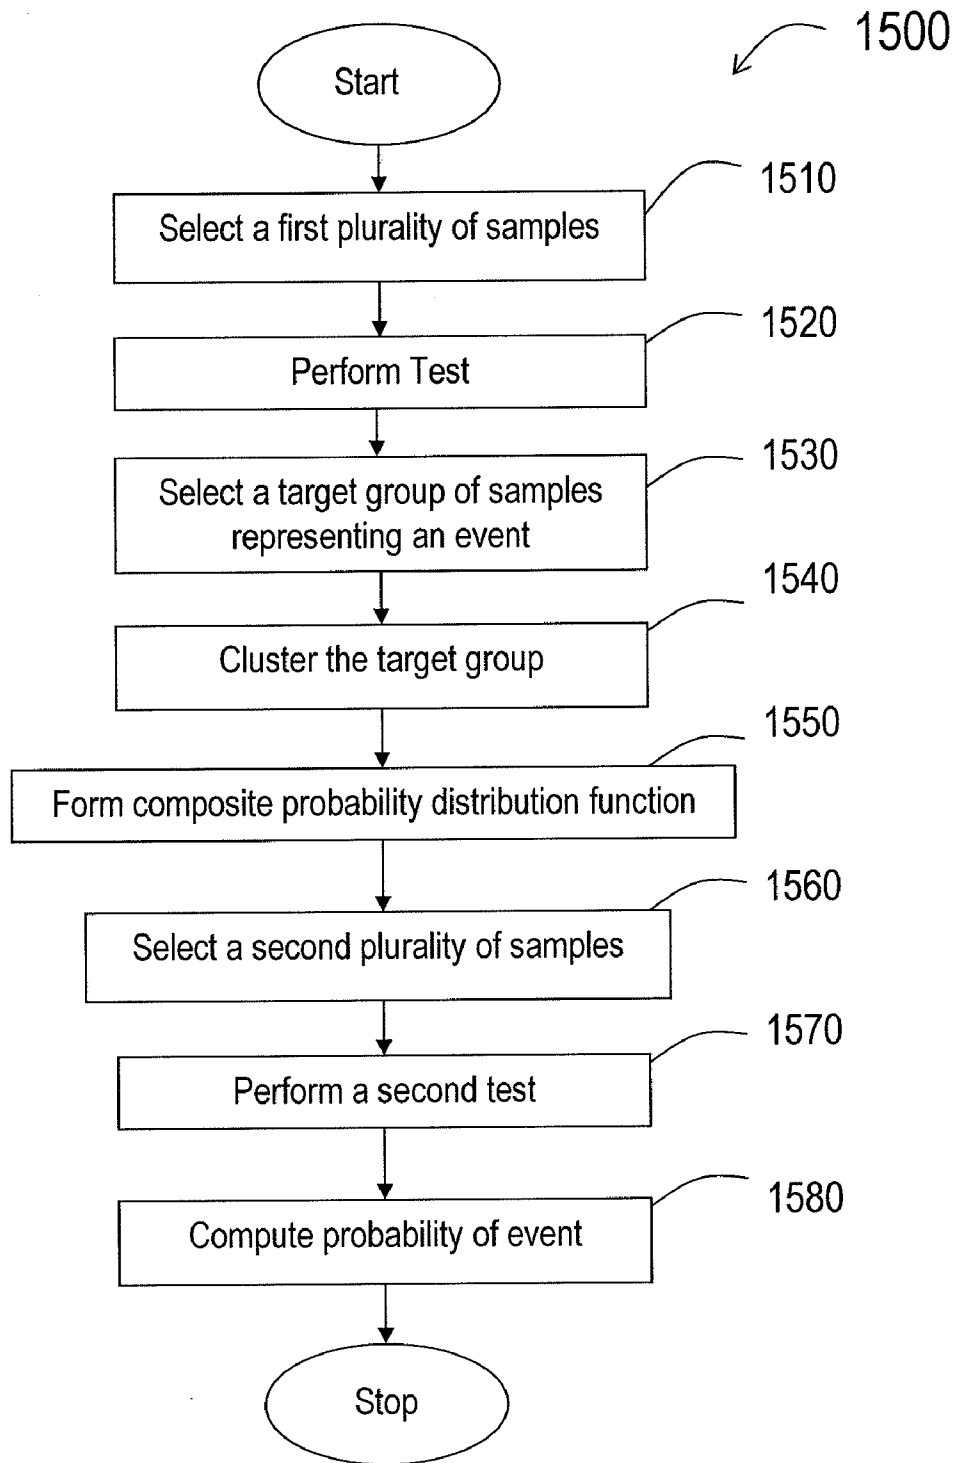 1500
Start
1510
Select a first plurality of samples
1520
Perform Test
1530
Select a target group of samples
representing an event
1540
Cluster the target group
1550
Form composite probability distribution function
1560
Select a second plurality of samples
1570
Perform a second test
1580
Compute probability of event
Stop